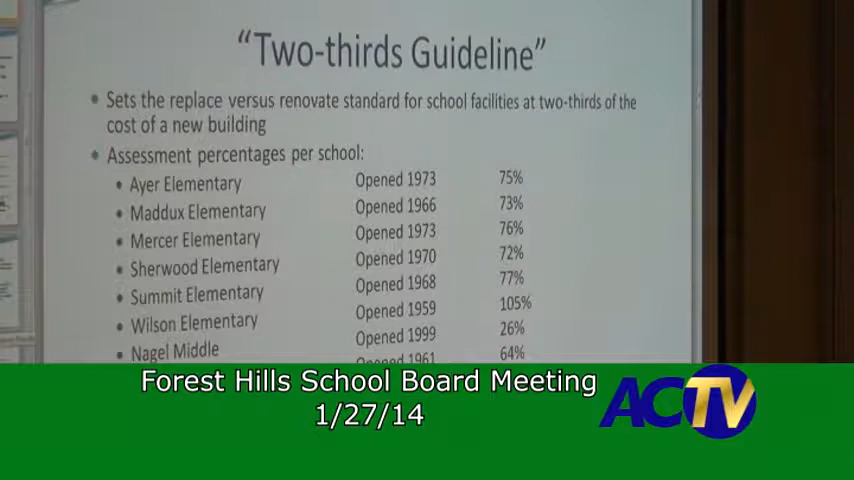 “Two-thirds Guideline”
• Sets the replace versus renovate standard for school facilities at two-thirds of the
cost of a new building
• Assessment percentages per school:
• Ayer Elementary Opened 1973 75%
• Maddux Elementary Opened 1966 73%
• Mercer Elementary Opened 1973 76%
• Sherwood Elementary Opened 1970 72%
• Summit Elementary Opened 1968 77%
• Wilson Elementary Opened 1959 105%
• Nagel Middle Opened 1999 26%
Opened 1961 64%
Forest Hills School Board Meeting
1/27/14
ACTV